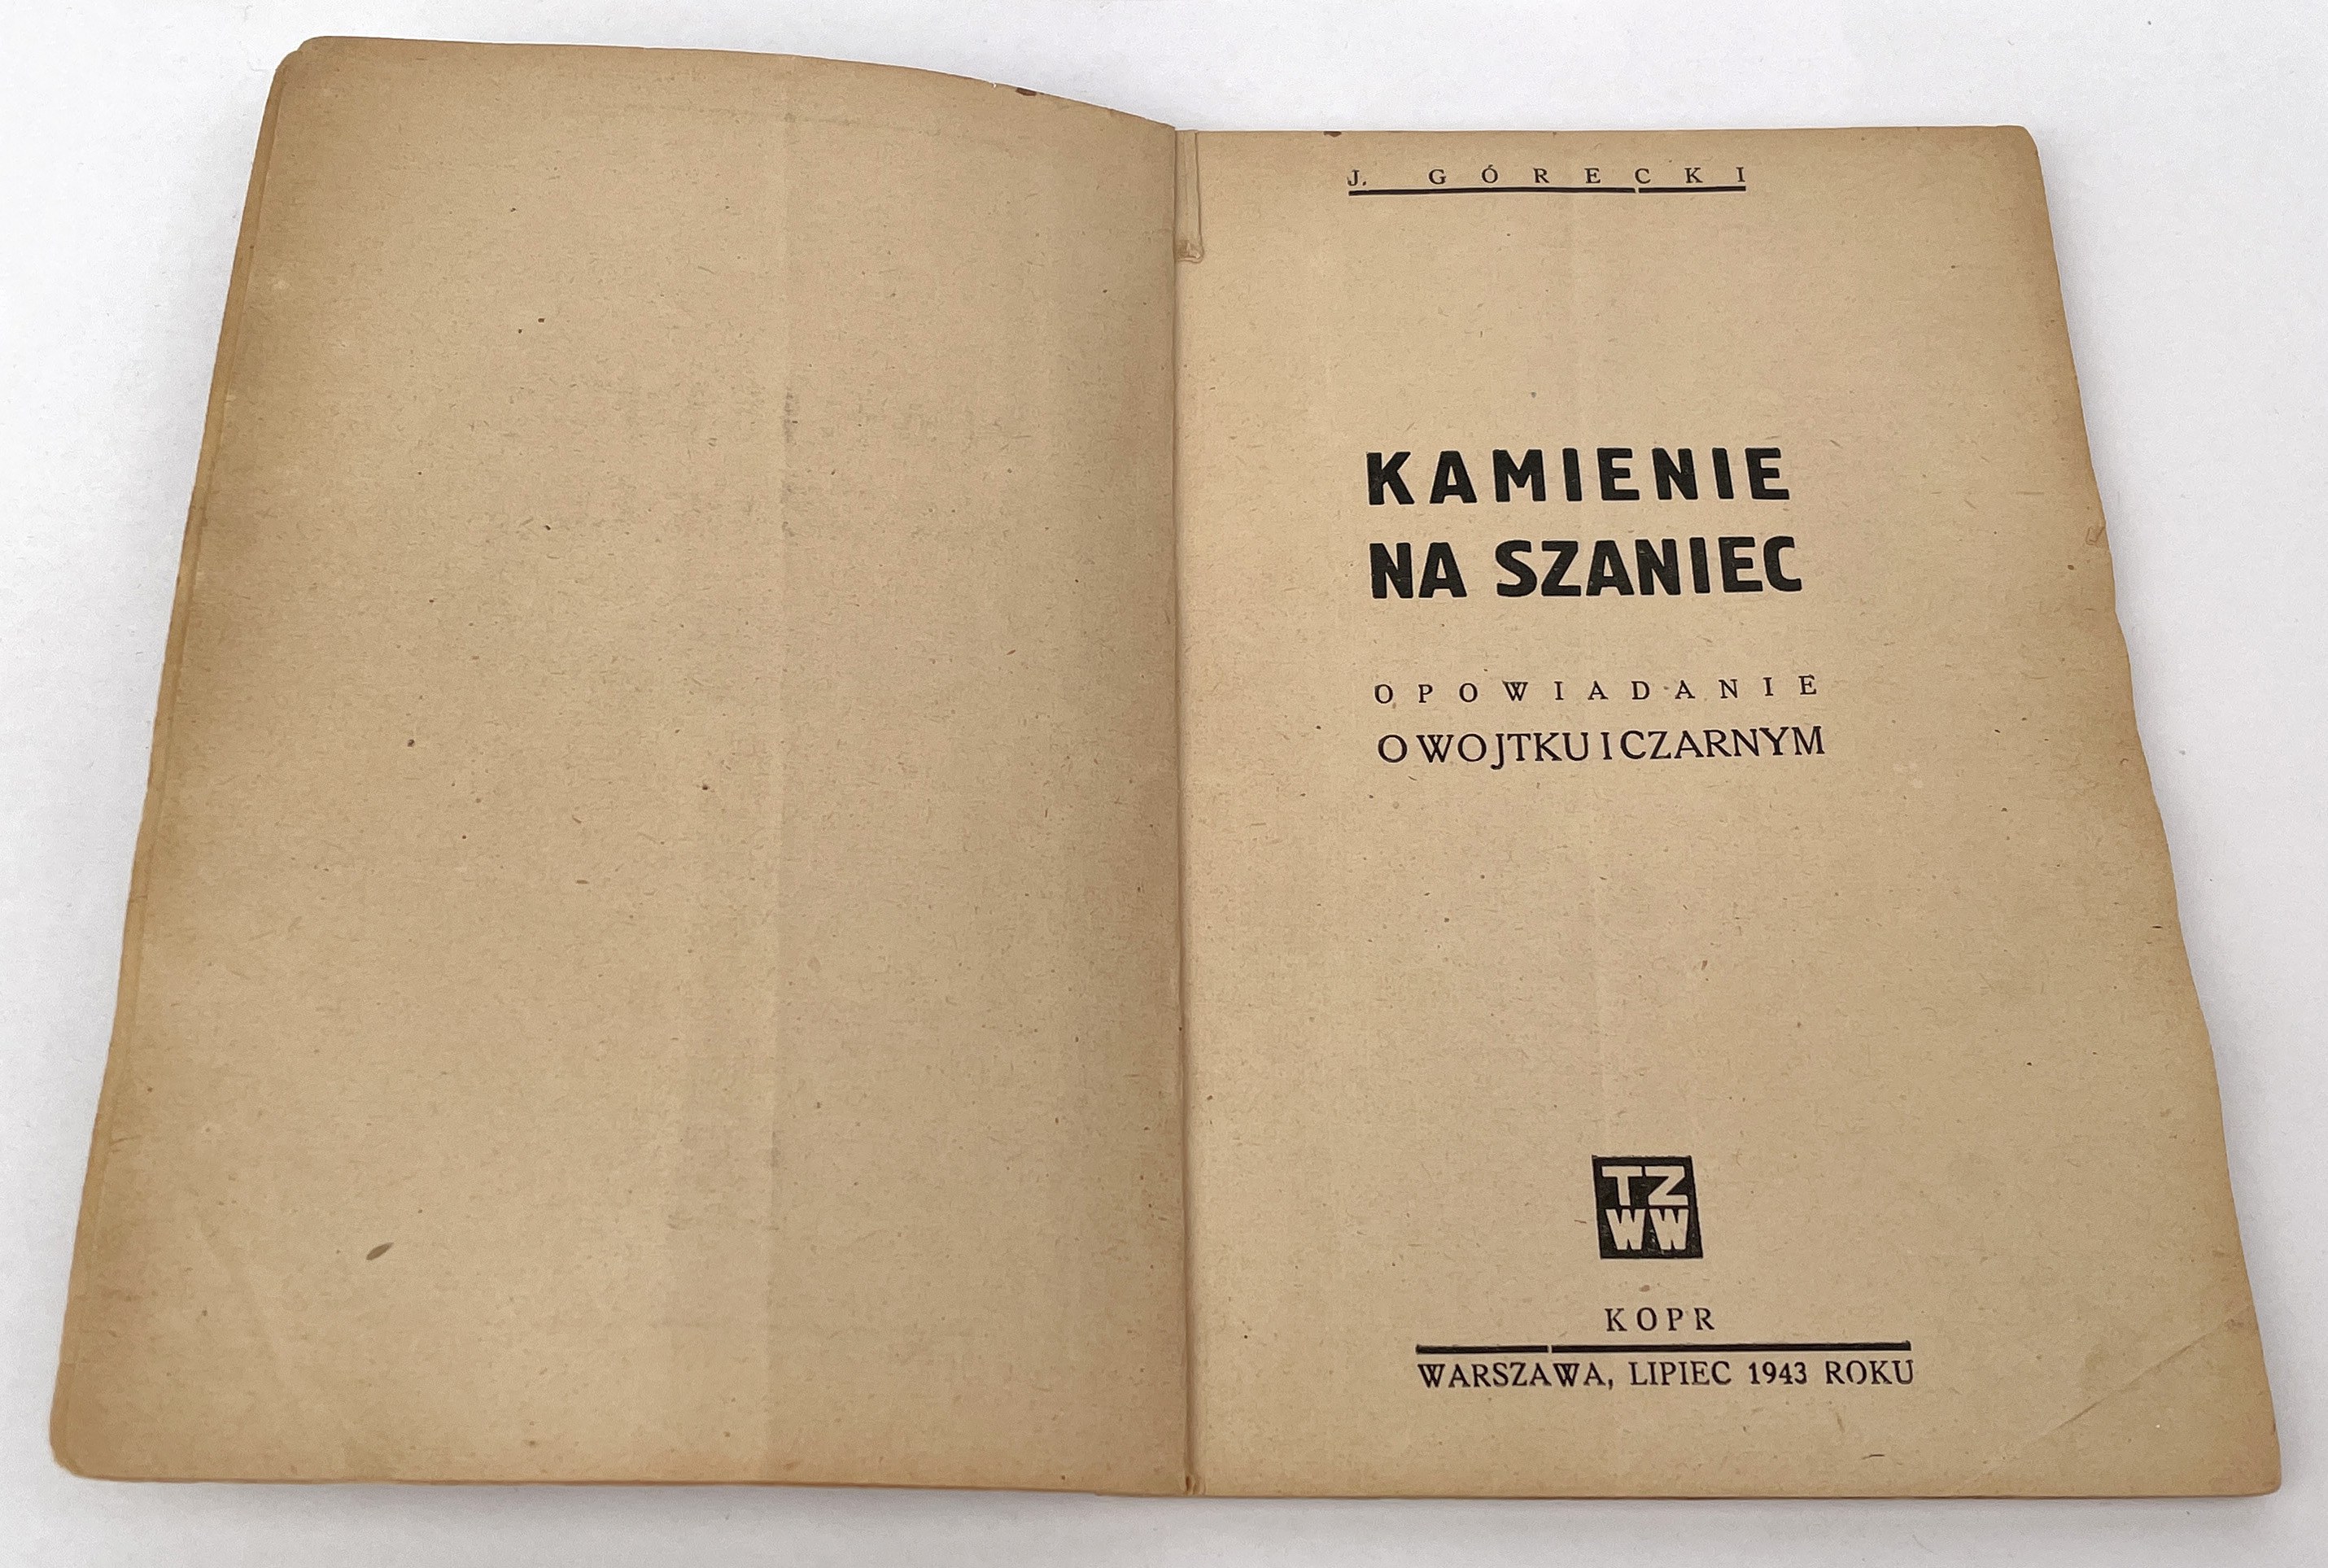 J. GÓRECKI
KAMIENIE
NA SZANIEC
OPOWIADANIE
O WOJTKU I CZARNYM
TZ
WW
KOPR
WARSZAWA, LIPIEC 1943 ROKU